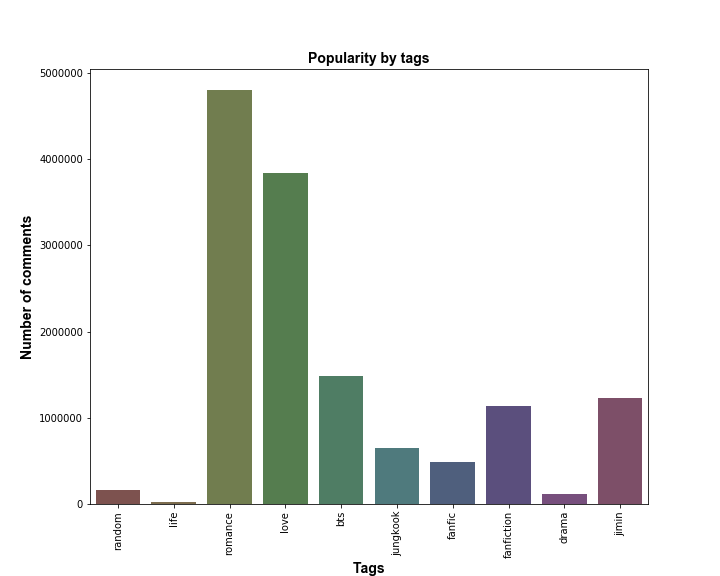 Popularity by tags
5000000
4000000
3000000
2000000
1000000
0
Number of comments
random
life
romance
love
bts
jungkook
fanfic
fanfiction
drama
jimin
Tags